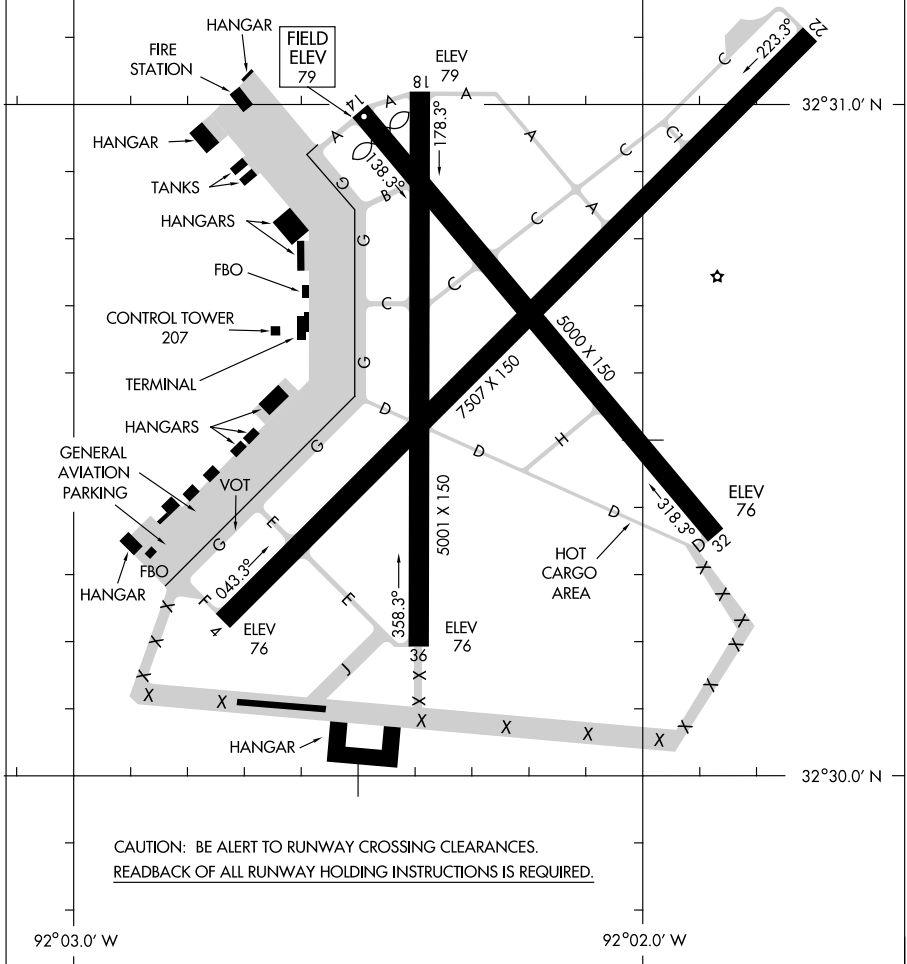 HANGAR
FIRE
STATION
FIELD
ELEV
79
ELEV
79
22
223.3°
C
18
14
A
A
178.3°
32°31.0' N
HANGAR
A
A
C1
C
138.3°
G
B
TANKS
A
HANGARS
C
G
FBO
C
C
CONTROL TOWER
207
5000 X 150
TERMINAL
G
7507 X 150
D
HANGARS
H
G
D
GENERAL
AVIATION
PARKING
VOT
5001 X 150
318.3°
ELEV
76
D
E
G
32
D
HOT
CARGO
AREA
HANGAR
FBO
043.3°
358.3°
X
X
F
E
X
X
4
ELEV
76
ELEV
76
X
X
36
X
J
X
X
X
X
X
X
X
X
X
X
X
HANGAR
32°30.0' N
CAUTION: BE ALERT TO RUNWAY CROSSING CLEARANCES.
READBACK OF ALL RUNWAY HOLDING INSTRUCTIONS IS REQUIRED.
92°03.0' W
92°02.0' W